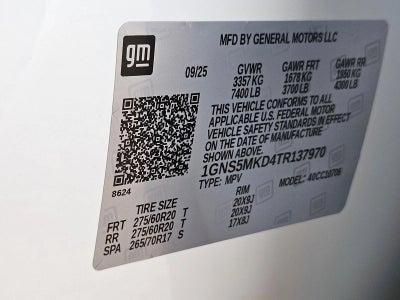 gm
MFD BY GENERAL MOTORS LLC
09/25 GVWR GAWR FRT GAWR RR
3357 KG 1678 KG 1950 KG
7400 LB 3700 LB 4300 LB
THIS VEHICLE CONFORMS TO ALL
APPLICABLE U.S. FEDERAL MOTOR
VEHICLE SAFETY STANDARDS IN EFFECT
ON THE DATE OF MANUFACTURE
1GNS5MKD4TR137970
TYPE: MPV MODEL: 40CC10706
8624
TIRE SIZE RIM
FRT 275/60R20 T 20X9J
RR 275/60R20 T 20X9J
SPA 265/70R17 S 17X8J